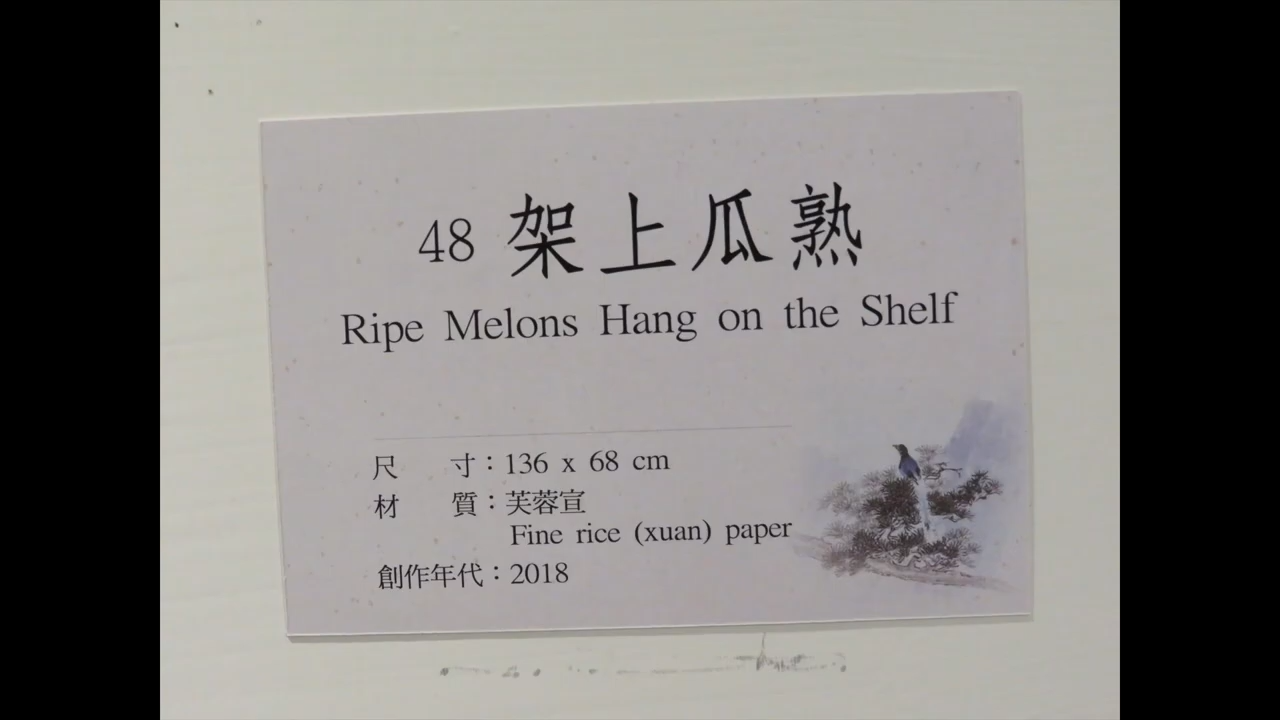 48 架上瓜熟
Ripe Melons Hang on the Shelf
尺 寸：136 x 68 cm
材 質：芙蓉宣
Fine rice (xuan) paper
創作年代：2018